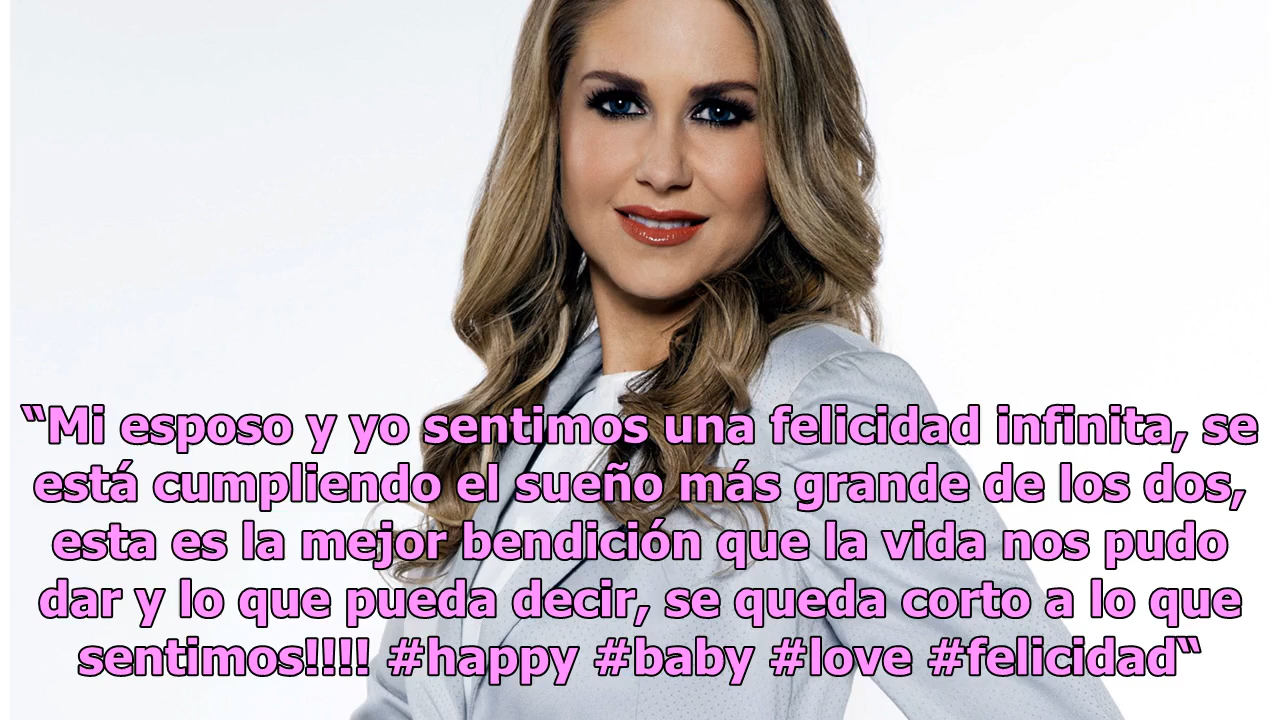 “Mi esposo y yo sentimos una felicidad infinita, se
está cumpliendo el sueño más grande de los dos,
esta es la mejor bendición que la vida nos pudo
dar y lo que pueda decir, se queda corto a lo que
sentimos!!!! #happy #baby #love #felicidad“